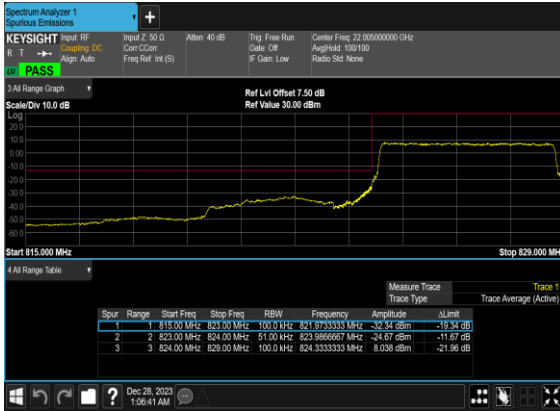 Spectrum Analyzer 1
Spurious Emissions
+
KEYSIGHT
Input: RF
Input Z: 50 Ω
Atten: 40 dB
Trig: Free Run
Center Freq: 22.005000000 GHz
R T
Coupling: DC
Corr CCorr
Gate: Off
Avg|Hold: 100/100
Align: Auto
Freq Ref: Int (S)
IF Gain: Low
Radio Std: None
PASS
3 All Range Graph
Ref Lvl Offset 7.50 dB
Scale/Div 10.0 dB
Ref Value 30.00 dBm
Log
20.0
10.0
0.00
-10.0
-20.0
-30.0
-40.0
-50.0
-60.0
Start 815.000 MHz
Stop 829.000 MH
4 All Range Table
Measure Trace Trace 1
Trace Type Trace Average (Active)
Spur Range Start Freq Stop Freq RBW Frequency Amplitude ΔLimit
1 1 815.00 MHz 823.00 MHz 100.0 kHz 821.9733333 MHz -32.34 dBm -19.34 dB
2 2 823.00 MHz 824.00 MHz 51.00 kHz 823.9866667 MHz -24.67 dBm -11.67 dB
3 3 824.00 MHz 829.00 MHz 100.0 kHz 824.3333333 MHz 8.038 dBm -21.96 dB
?
Dec 28, 2023
1:06:41 AM